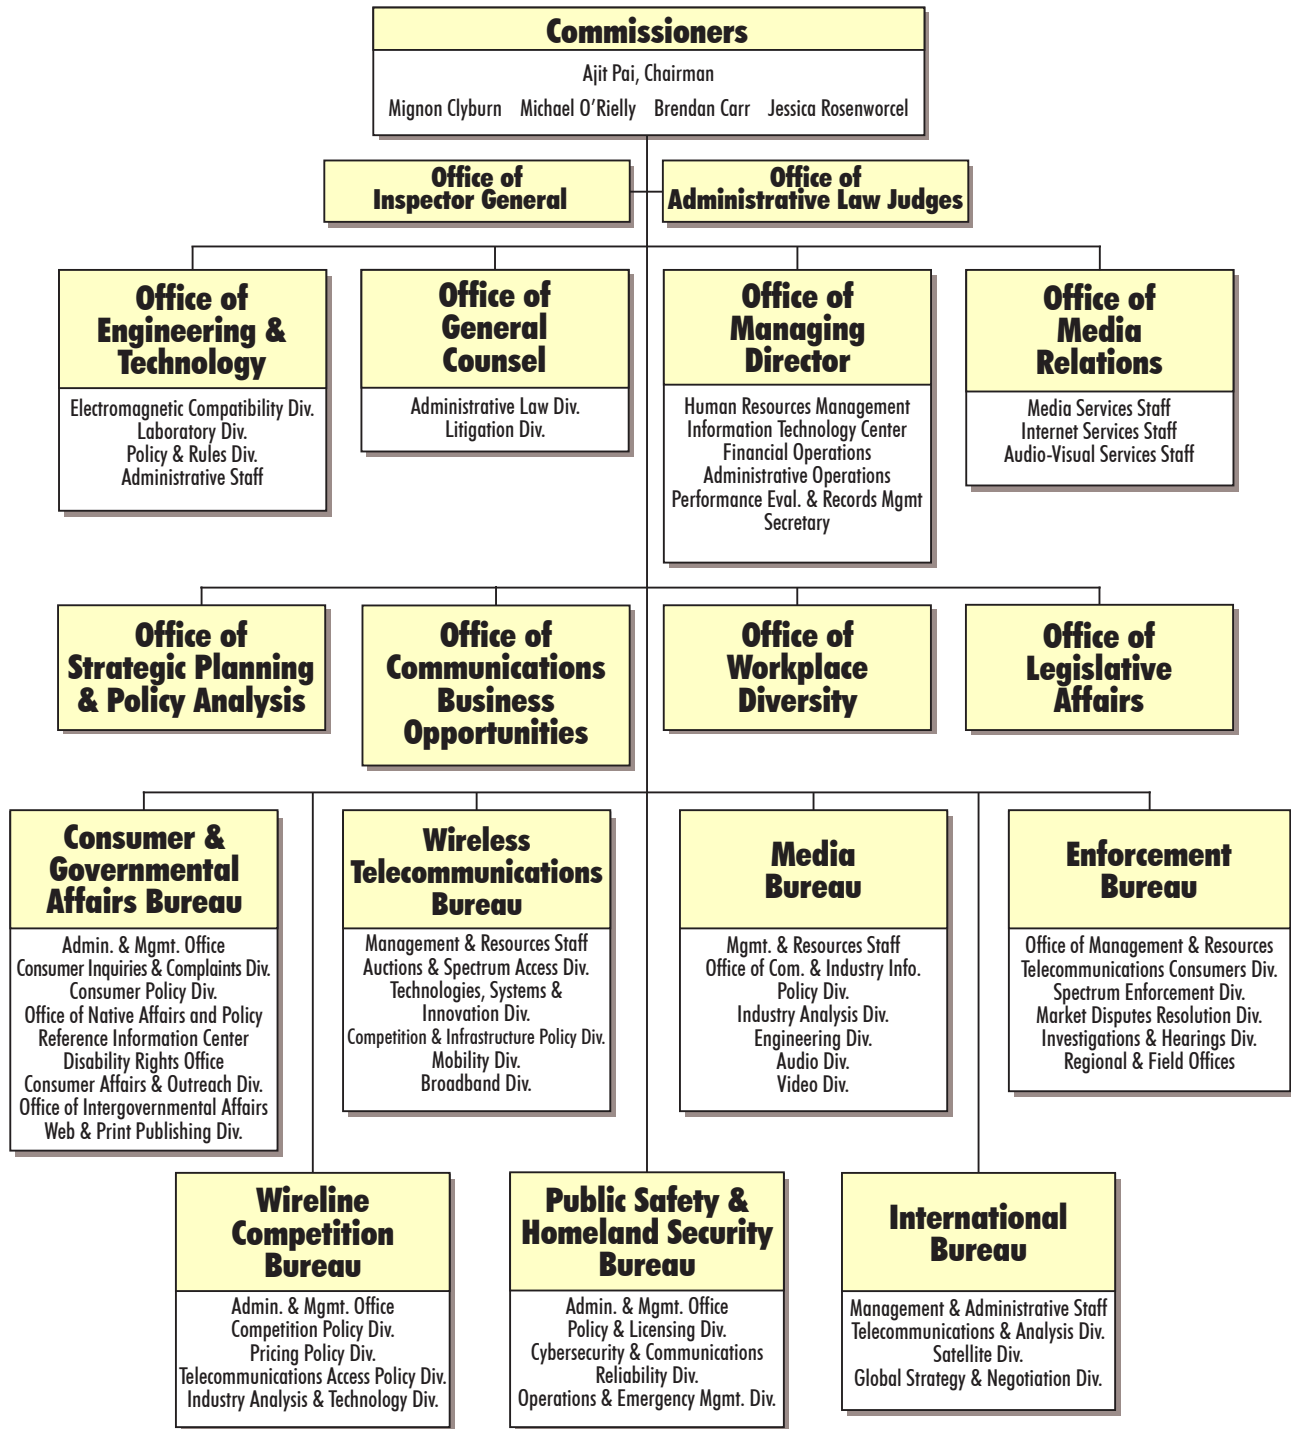 Commissioners
Ajit Pai, Chairman
Mignon Clyburn Michael O’Rielly Brendan Carr Jessica Rosenworcel
Office of
Inspector General
Office of
Administrative Law Judges
Office of
Engineering &
Technology
Electromagnetic Compatibility Div.
Laboratory Div.
Policy & Rules Div.
Administrative Staff
Office of
General
Counsel
Administrative Law Div.
Litigation Div.
Office of
Managing
Director
Human Resources Management
Information Technology Center
Financial Operations
Administrative Operations
Performance Eval. & Records Mgmt
Secretary
Office of
Media
Relations
Media Services Staff
Internet Services Staff
Audio-Visual Services Staff
Office of
Strategic Planning
& Policy Analysis
Office of
Communications
Business
Opportunities
Office of
Workplace
Diversity
Office of
Legislative
Affairs
Consumer &
Governmental
Affairs Bureau
Admin. & Mgmt. Office
Consumer Inquiries & Complaints Div.
Consumer Policy Div.
Office of Native Affairs and Policy
Reference Information Center
Disability Rights Office
Consumer Affairs & Outreach Div.
Office of Intergovernmental Affairs
Web & Print Publishing Div.
Wireless
Telecommunications
Bureau
Management & Resources Staff
Auctions & Spectrum Access Div.
Technologies, Systems &
Innovation Div.
Competition & Infrastructure Policy Div.
Mobility Div.
Broadband Div.
Media
Bureau
Mgmt. & Resources Staff
Office of Com. & Industry Info.
Policy Div.
Industry Analysis Div.
Engineering Div.
Audio Div.
Video Div.
Enforcement
Bureau
Office of Management & Resources
Telecommunications Consumers Div.
Spectrum Enforcement Div.
Market Disputes Resolution Div.
Investigations & Hearings Div.
Regional & Field Offices
Wireline
Competition
Bureau
Admin. & Mgmt. Office
Competition Policy Div.
Pricing Policy Div.
Telecommunications Access Policy Div.
Industry Analysis & Technology Div.
Public Safety &
Homeland Security
Bureau
Admin. & Mgmt. Office
Policy & Licensing Div.
Cybersecurity & Communications
Reliability Div.
Operations & Emergency Mgmt. Div.
International
Bureau
Management & Administrative Staff
Telecommunications & Analysis Div.
Satellite Div.
Global Strategy & Negotiation Div.